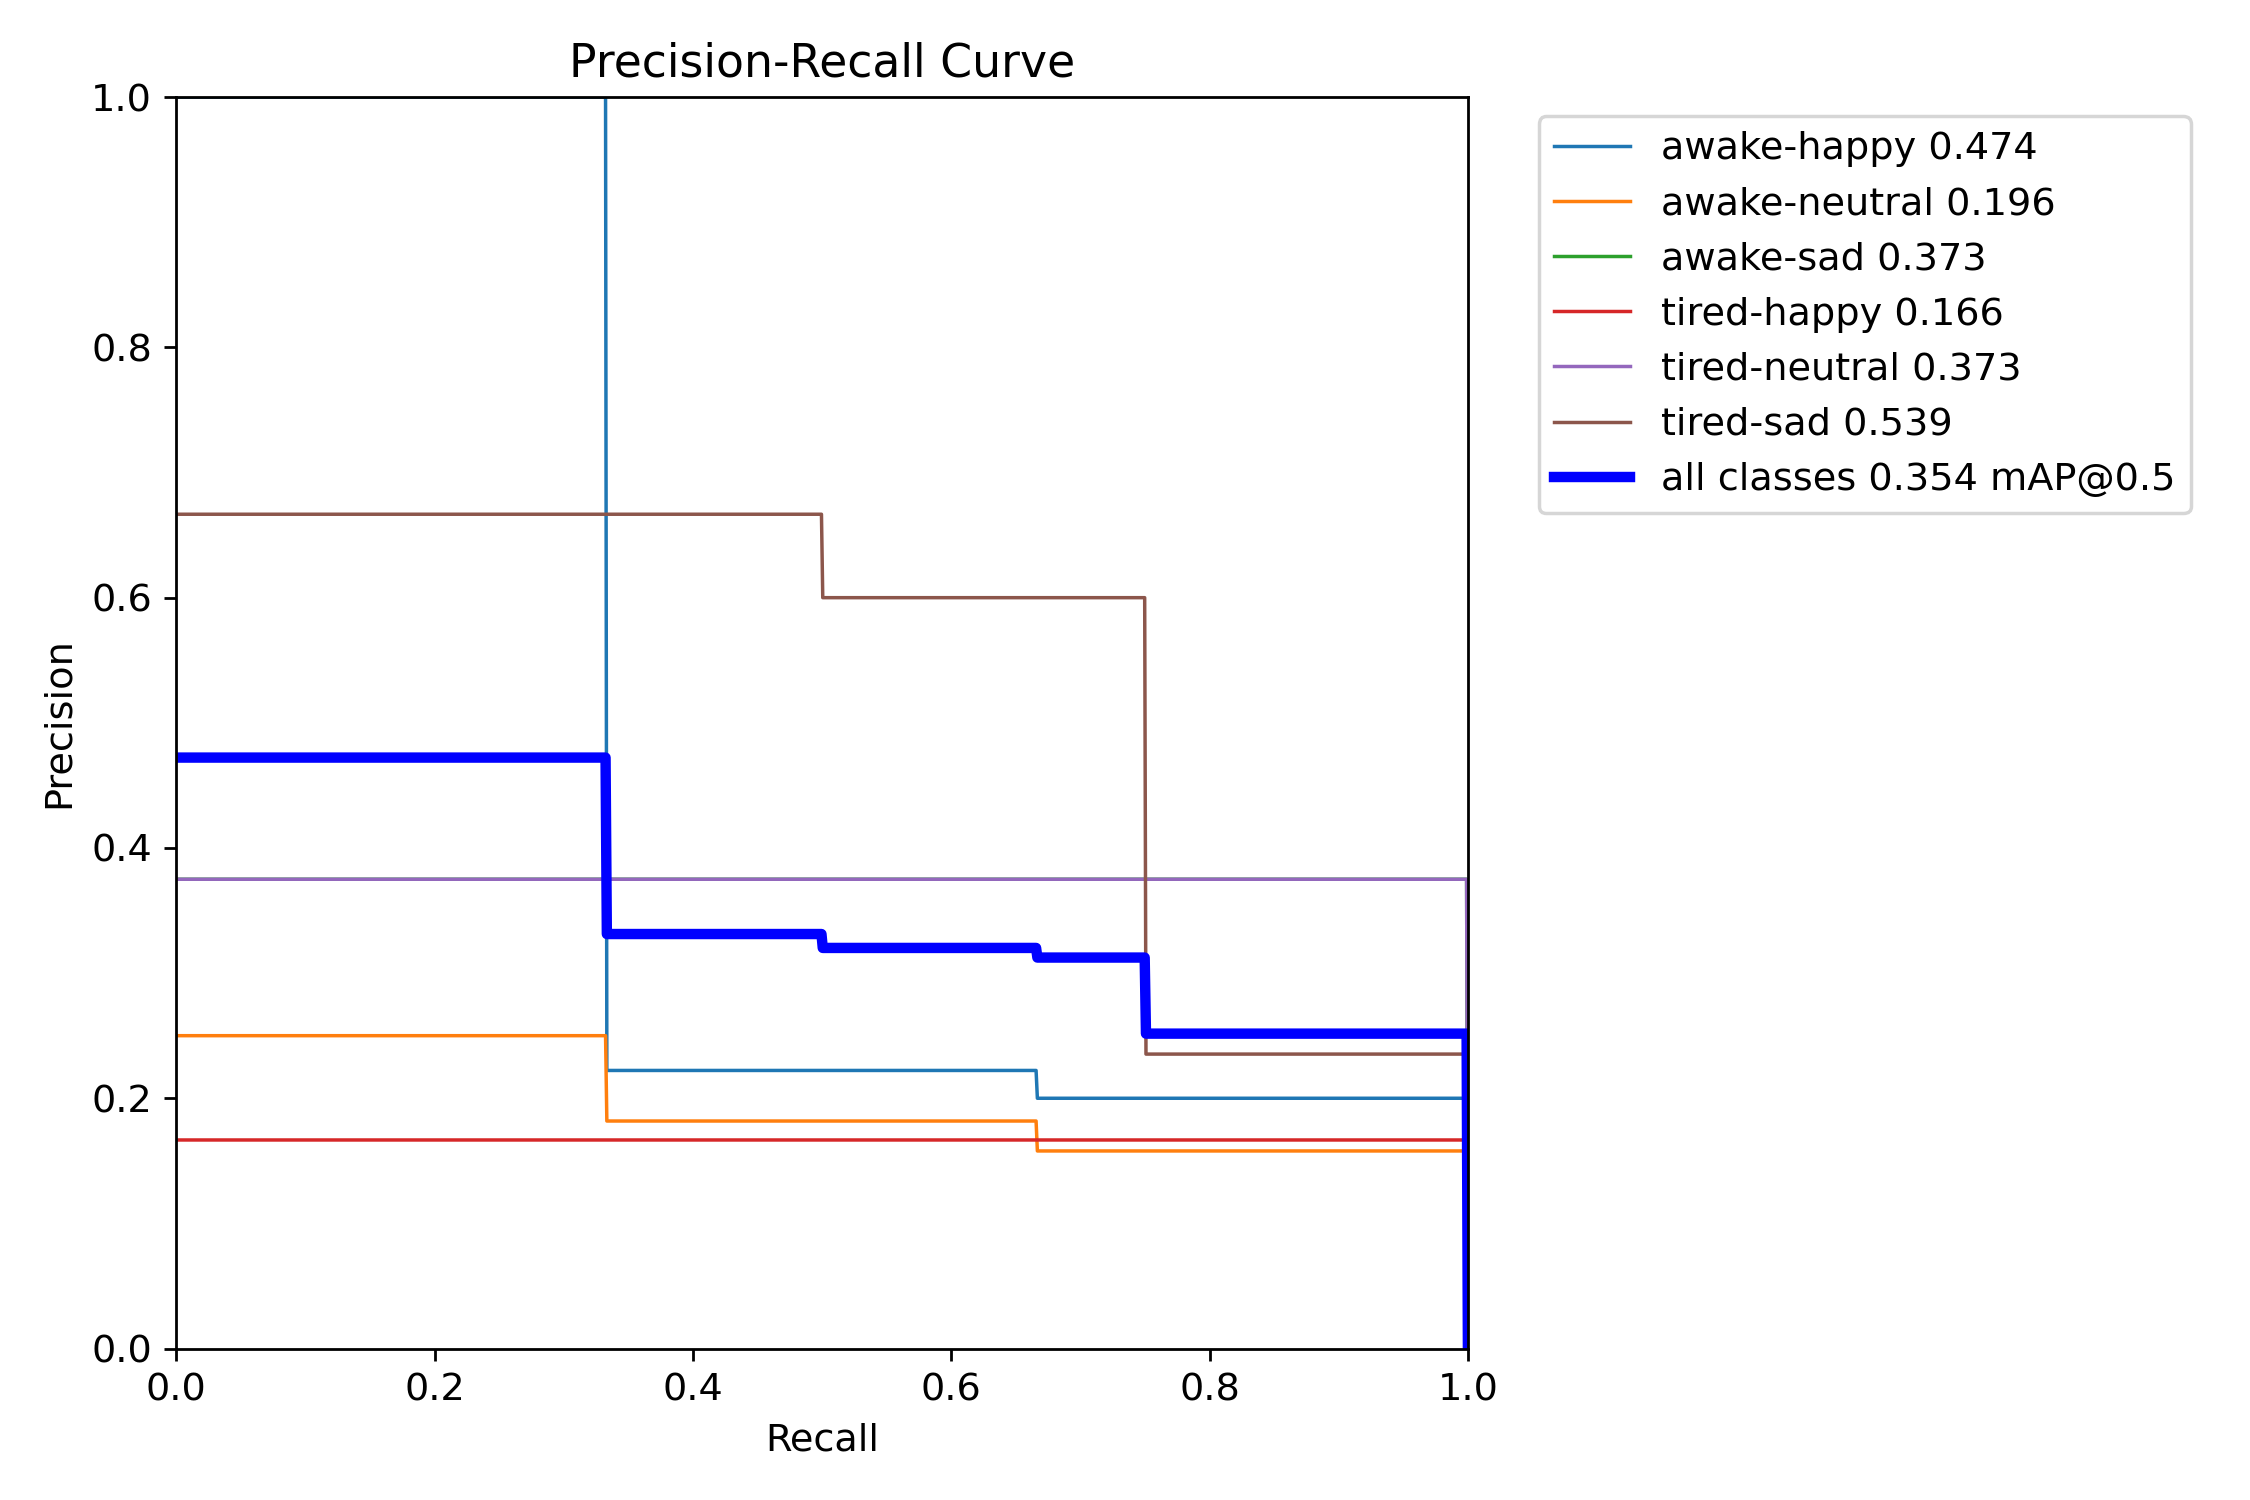 Precision-Recall Curve
1.0
0.8
0.6
0.4
0.2
0.0
Precision
0.0 0.2 0.4 0.6 0.8 1.0
Recall
awake-happy 0.474
awake-neutral 0.196
awake-sad 0.373
tired-happy 0.166
tired-neutral 0.373
tired-sad 0.539
all classes 0.354 mAP@0.5